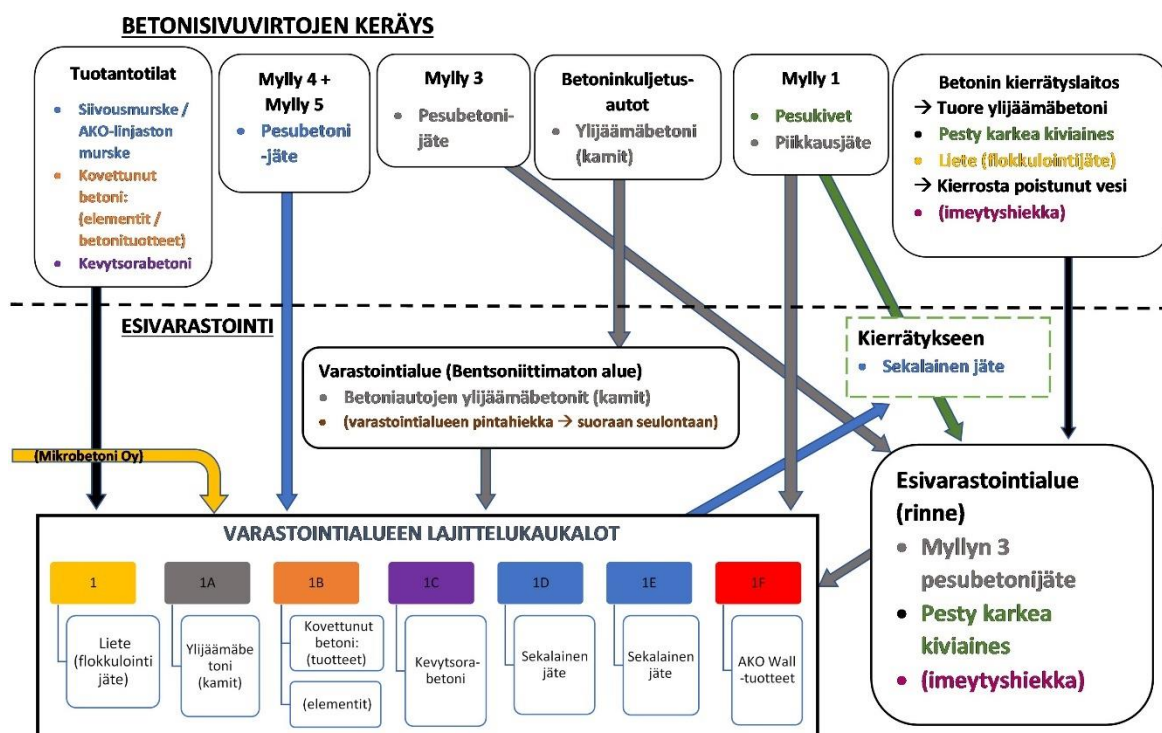 BETONISIVUVIRTOJEN KERÄYS
Tuotantotilat
• Siivousmurske /
AKO-linjaston
murske
• Kovettunut
betoni:
(elementit /
betonituotteet)
• Kevytsorabetoni
Mylly 4 +
Mylly 5
• Pesubetoni
-jäte
Mylly 3
• Pesubetoni-
jäte
Betoninkuljetus-
autot
• Ylijäämäbetoni
(kamit)
Mylly 1
• Pesukivet
• Piikkausjäte
Betonin kierrätyslaitos
→ Tuore ylijäämäbetoni
• Pesty karkea kiviaines
• Liete (flokkulointijäte)
→ Kierrosta poistunut vesi
• (imeytyshiekka)
ESIVARASTOINTI
Kierrätykseen
• Sekalainen jäte
Varastointialue (Bentsoniittimaton alue)
• Betoniautojen ylijäämäbetonit (kamit)
• (varastointialueen pintahiekka → suoraan seulontaan)
(Mikrobetoni Oy)
Esivarastointialue
(rinne)
• Myllyn 3
pesubetonijäte
• Pesty karkea
kiviaines
• (imeytyshiekka)
VARASTOINTIALUEEN LAJITTELUKAUKALOT
1
Liete
(flokkulointi
jäte)
1A
Ylijäämäbe
toni
(kamit)
1B
Kovettunut
betoni:
(tuotteet)
(elementit)
1C
Kevytsora-
betoni
1D
Sekalainen
jäte
1E
Sekalainen
jäte
1F
AKO Wall
-tuotteet